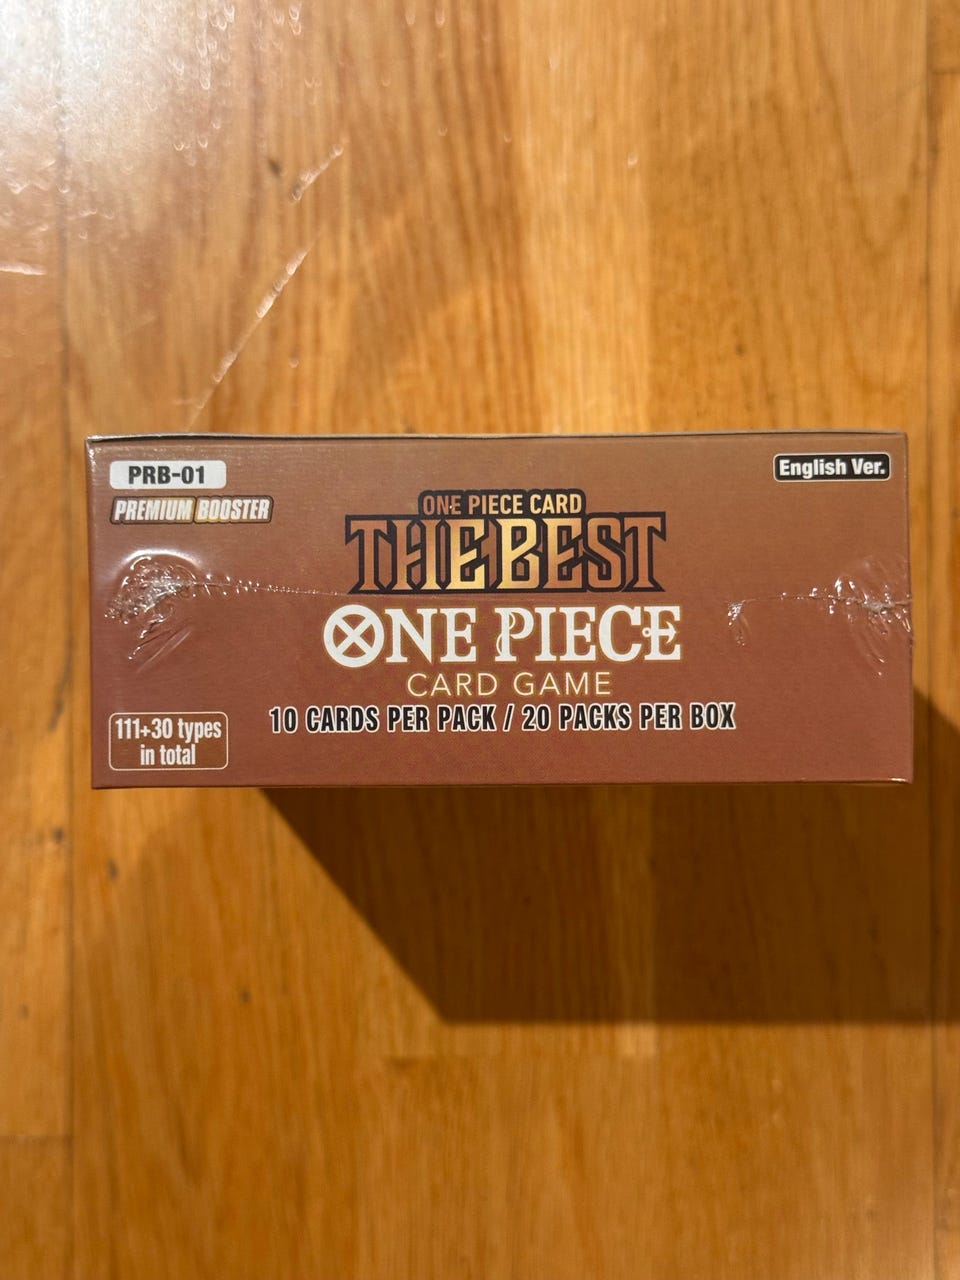 PRB-01
PREMIUM BOOSTER
English Ver.
ONE PIECE CARD
THE BEST
ONE PIECE
CARD GAME
10 CARDS PER PACK / 20 PACKS PER BOX
111+30 types
in total